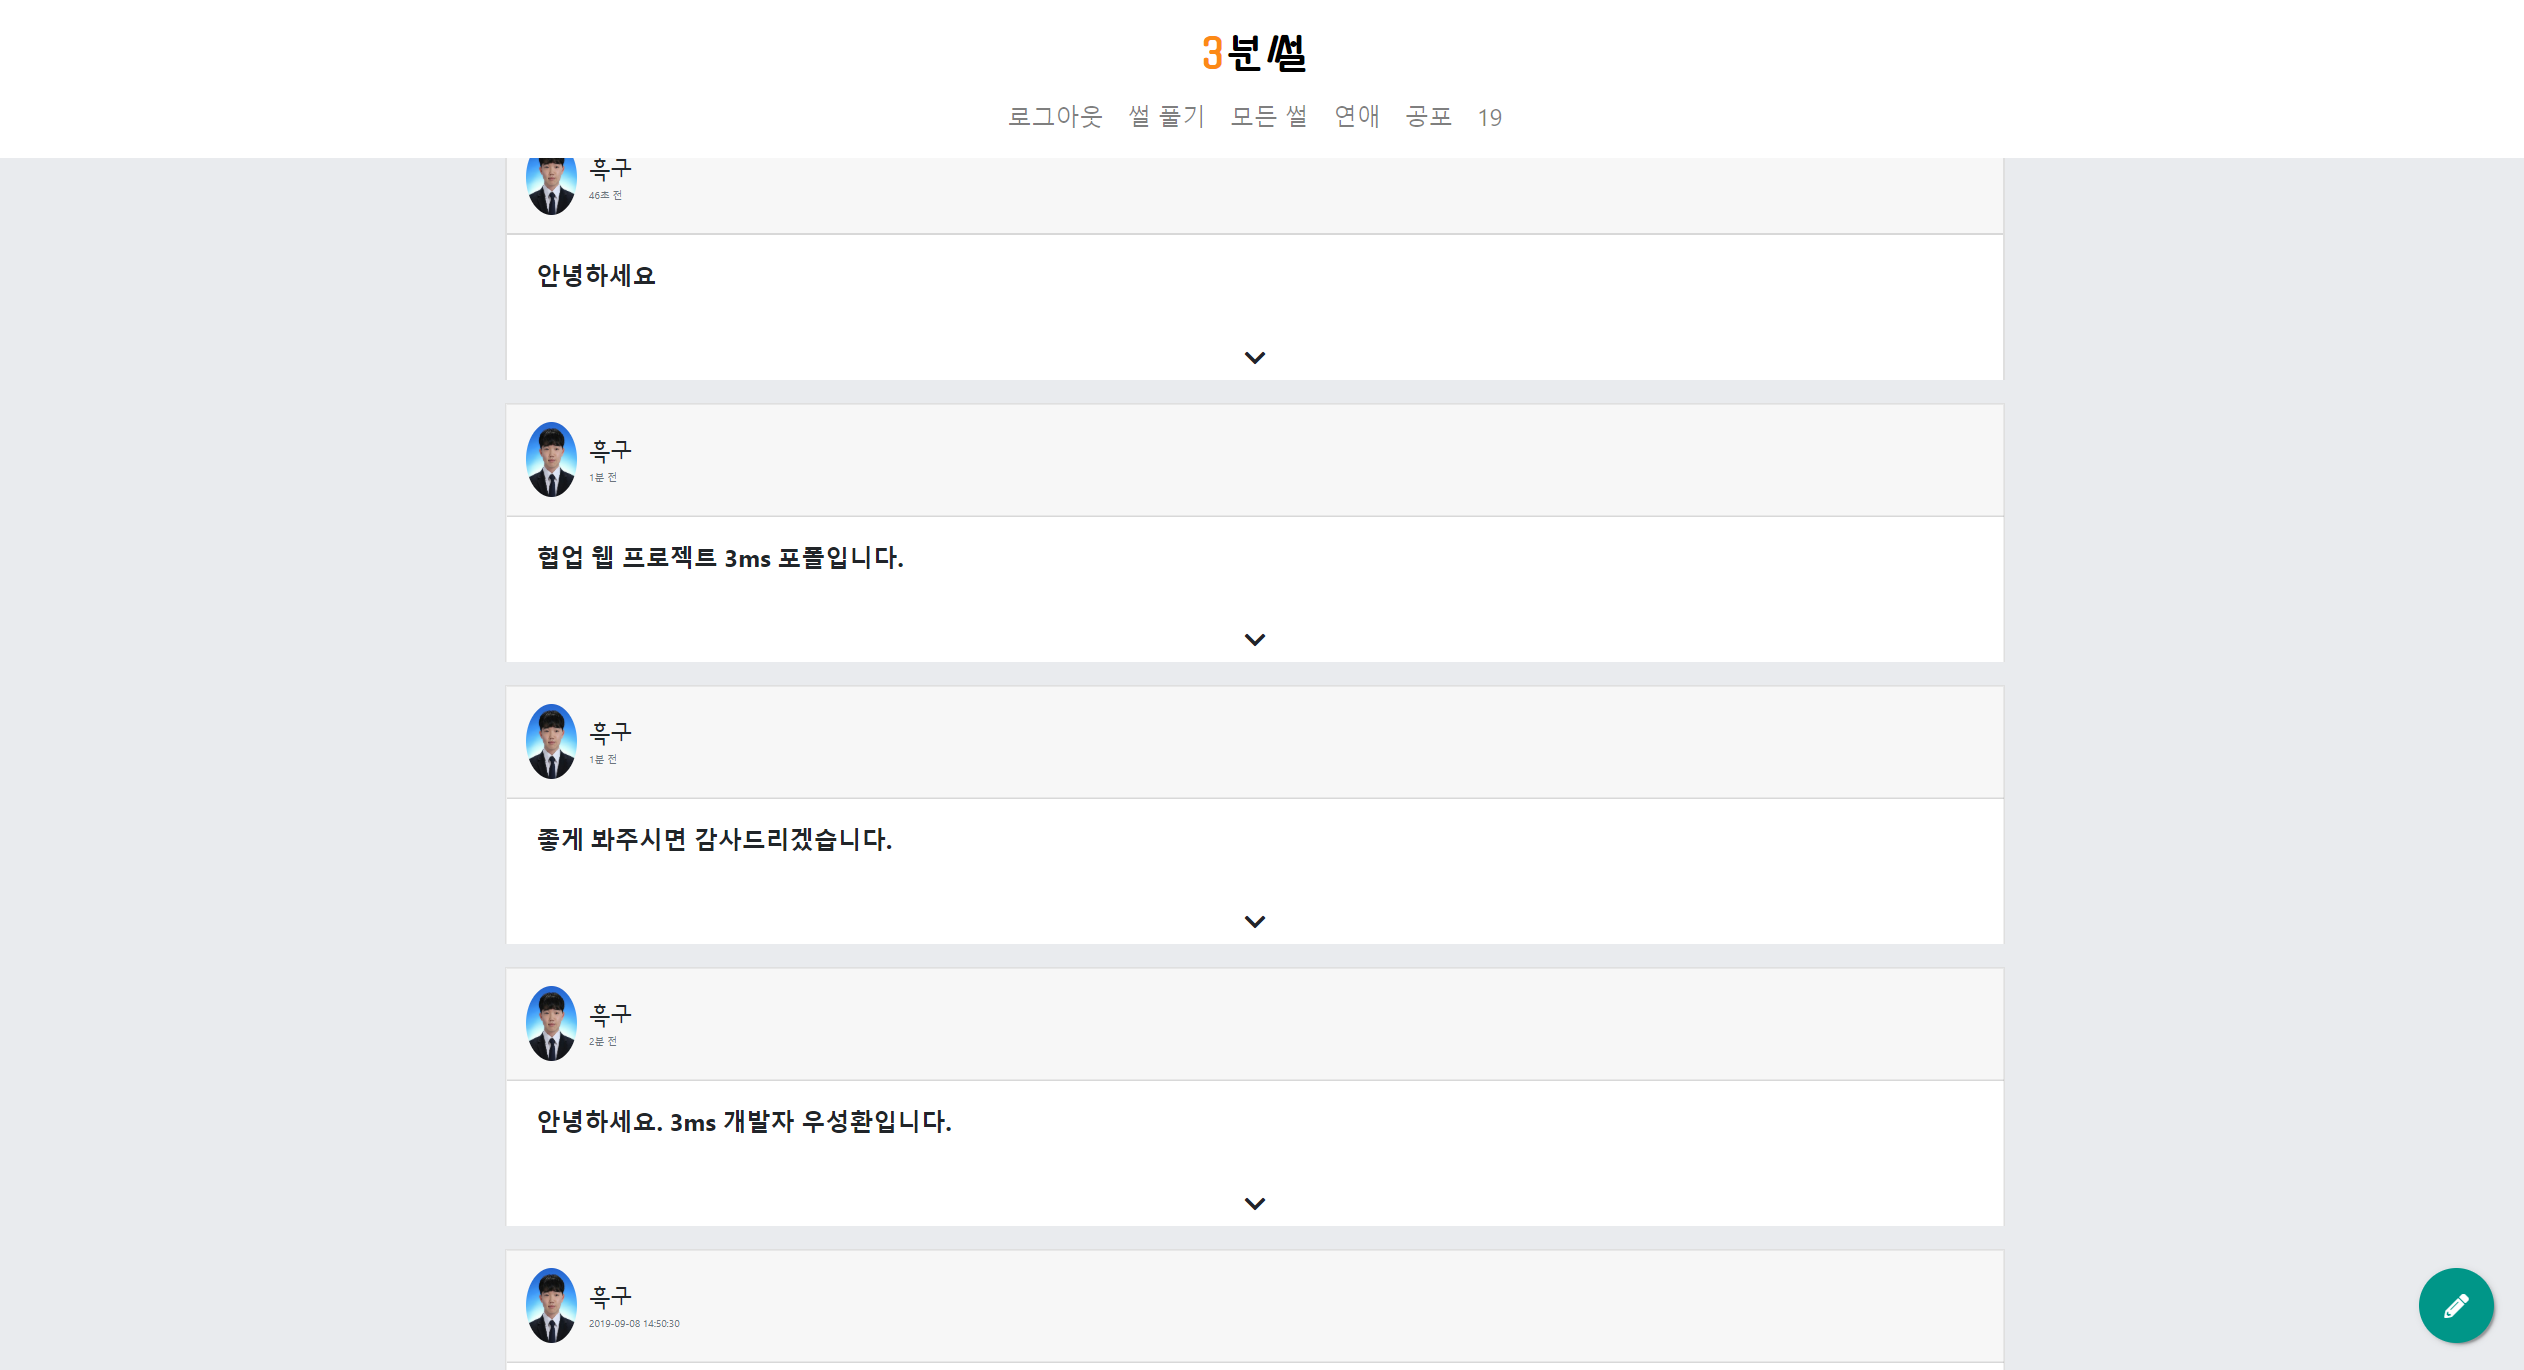 3분썰
로그아웃 썰 풀기 모든 썰 연애 공포 19
흑구
46초 전
안녕하세요
흑구
1분 전
협업 웹 프로젝트 3ms 포폴입니다.
흑구
1분 전
좋게 봐주시면 감사드리겠습니다.
흑구
2분 전
안녕하세요. 3ms 개발자 우성환입니다.
흑구
2019-09-08 14:50:30